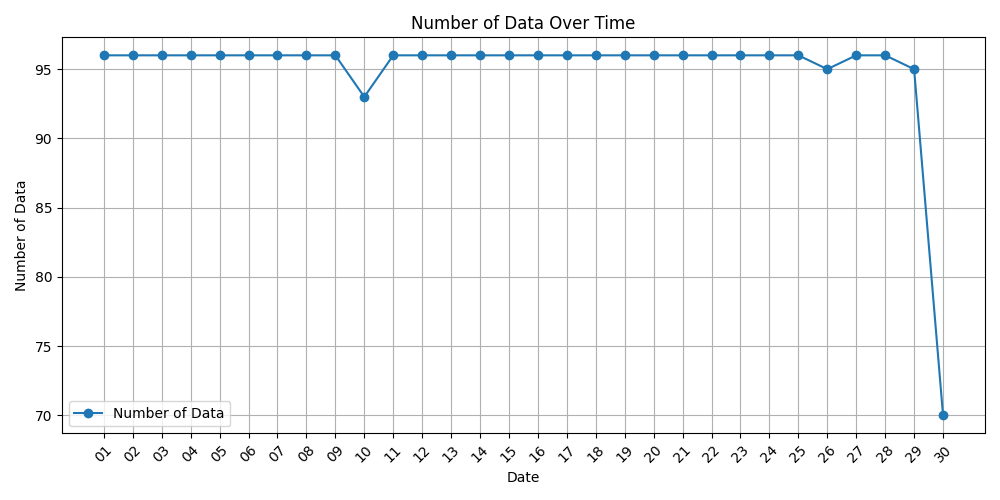 Number of Data Over Time
Number of Data
95
90
85
80
75
70
Number of Data
01 02 03 04 05 06 07 08 09 10 11 12 13 14 15 16 17 18 19 20 21 22 23 24 25 26 27 28 29 30
Date